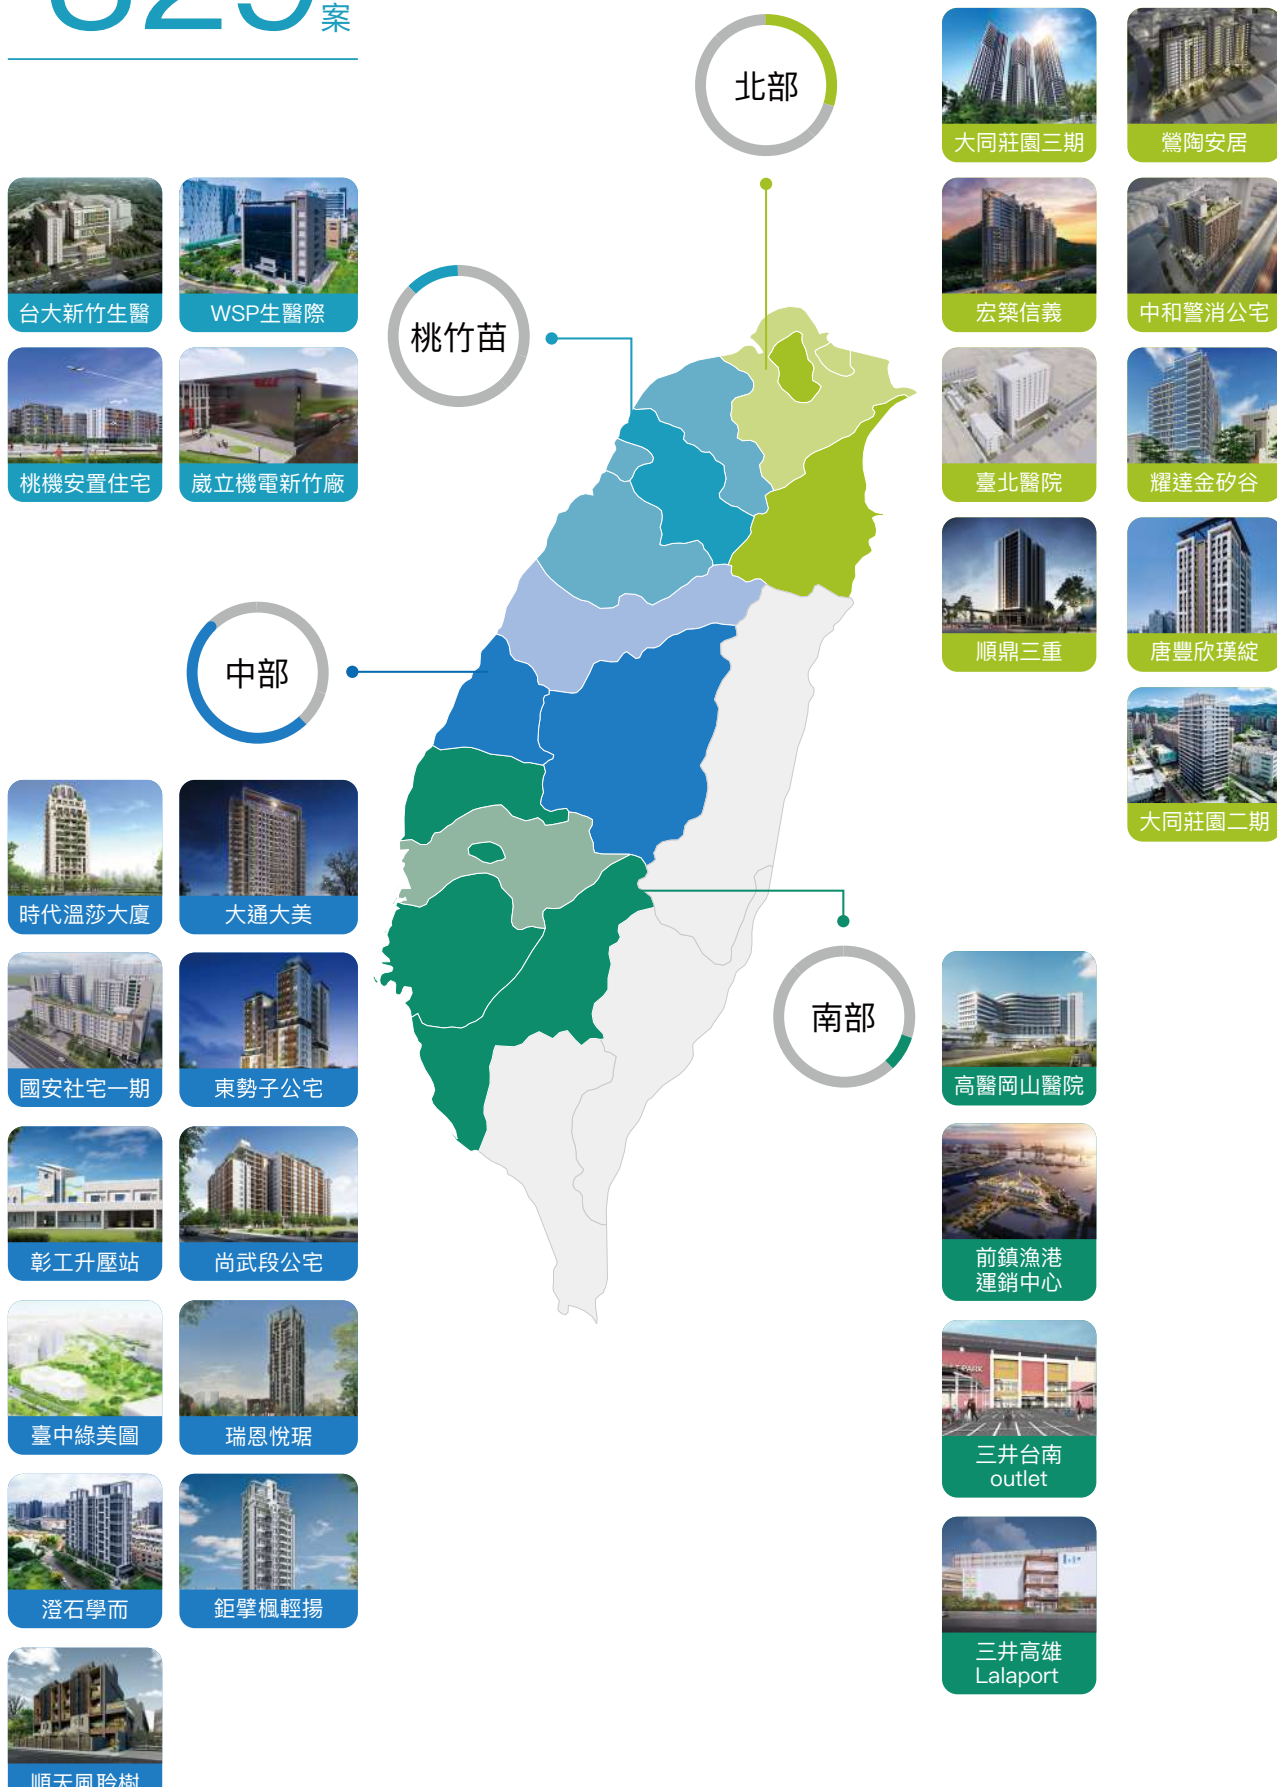 案
北部
大同莊園三期
鶯陶安居
台大新竹生醫
WSP生醫際
桃竹苗
宏築信義
中和警消公宅
桃機安置住宅
崴立機電新竹廠
臺北醫院
耀達金矽谷
順鼎三重
唐豐欣瑾綻
中部
大同莊園二期
時代溫莎大廈
大通大美
南部
國安社宅一期
東勢子公宅
高醫岡山醫院
彰工升壓站
尚武段公宅
前鎮漁港
運銷中心
臺中綠美圖
瑞恩悅琚
三井台南
outlet
澄石學而
鉅擘楓輕揚
三井高雄
Lalaport
順天風聆樹